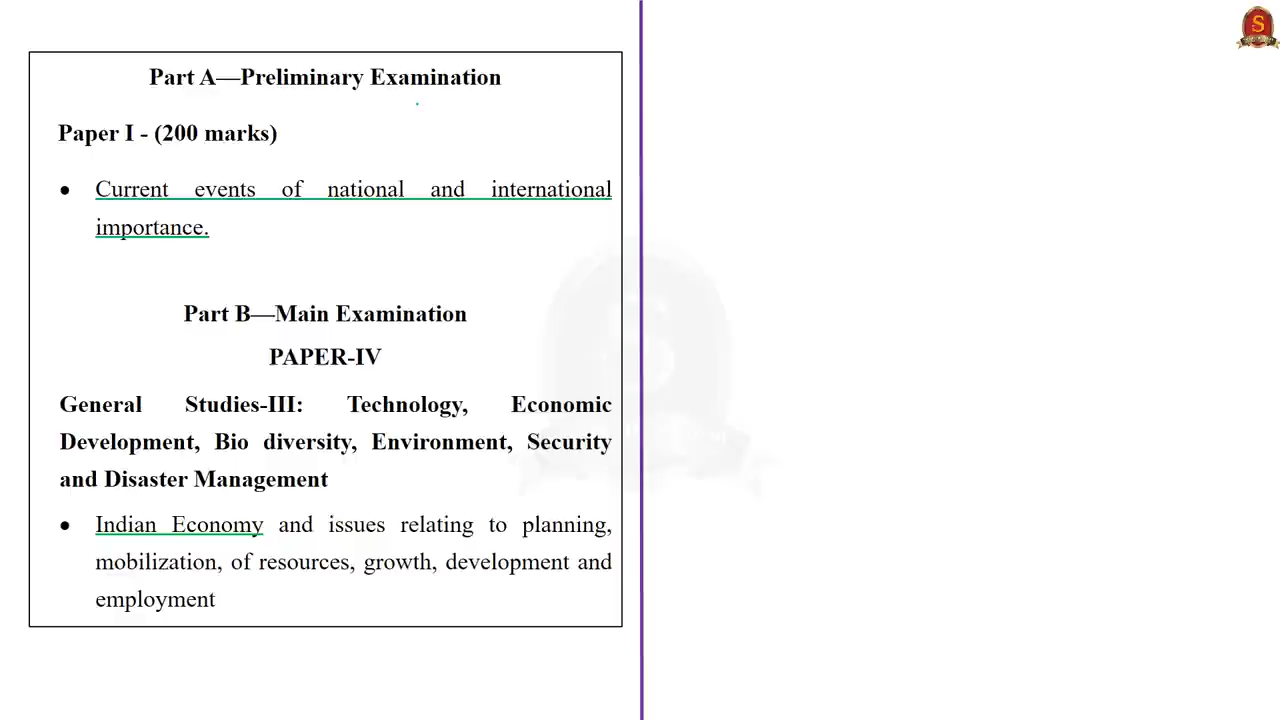 Part A—Preliminary Examination
Paper I - (200 marks)
● Current events of national and international
importance.
Part B—Main Examination
PAPER-IV
General Studies-III: Technology, Economic
Development, Bio diversity, Environment, Security
and Disaster Management
● Indian Economy and issues relating to planning,
mobilization, of resources, growth, development and
employment
S